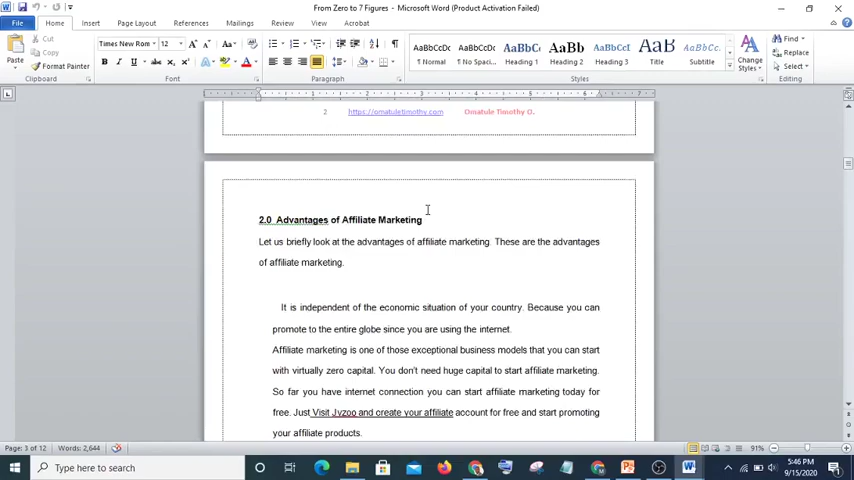 From Zero to 7 Figures - Microsoft Word (Product Activation Failed)
File Home Insert Page Layout References Mailings Review View Acrobat
Paste
Cut
Copy
Format Painter
Clipboard
Times New Rom 12
Font
Paragraph
AaBbCcDc AaBbCcDc AaBbC AaBb AaBbCc AaB AaBbCc.
¶ Normal ¶ No Spaci... Heading 1 Heading 2 Heading 3 Title Subtitle
Change Styles
Styles
Find
Replace
Select
Editing
2 https://omatuletimothy.com Omatule Timothy O.
2.0 Advantages of Affiliate Marketing
Let us briefly look at the advantages of affiliate marketing. These are the advantages
of affiliate marketing.
It is independent of the economic situation of your country. Because you can
promote to the entire globe since you are using the internet.
Affiliate marketing is one of those exceptional business models that you can start
with virtually zero capital. You don't need huge capital to start affiliate marketing.
So far you have internet connection you can start affiliate marketing today for
free. Just Visit Jvzoo and create your affiliate account for free and start promoting
your affiliate products.
Page: 3 of 12 Words: 2,644 91%
Type here to search
5:46 PM
9/15/2020